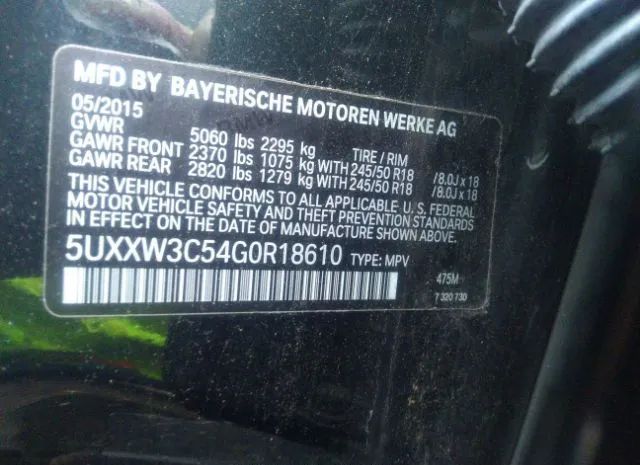 MFD BY BAYERISCHE MOTOREN WERKE AG
05/2015
GVWR 5060 lbs 2295 kg TIRE / RIM
GAWR FRONT 2370 lbs 1075 kg WITH 245/50 R18 /8.0J x 18
GAWR REAR 2820 lbs 1279 kg WITH 245/50 R18 /8.0J x 18
THIS VEHICLE CONFORMS TO ALL APPLICABLE U.S. FEDERAL
MOTOR VEHICLE SAFETY AND THEFT PREVENTION STANDARDS
IN EFFECT ON THE DATE OF MANUFACTURE SHOWN ABOVE.
5UXXW3C54G0R18610 TYPE: MPV
475M
7 320 730